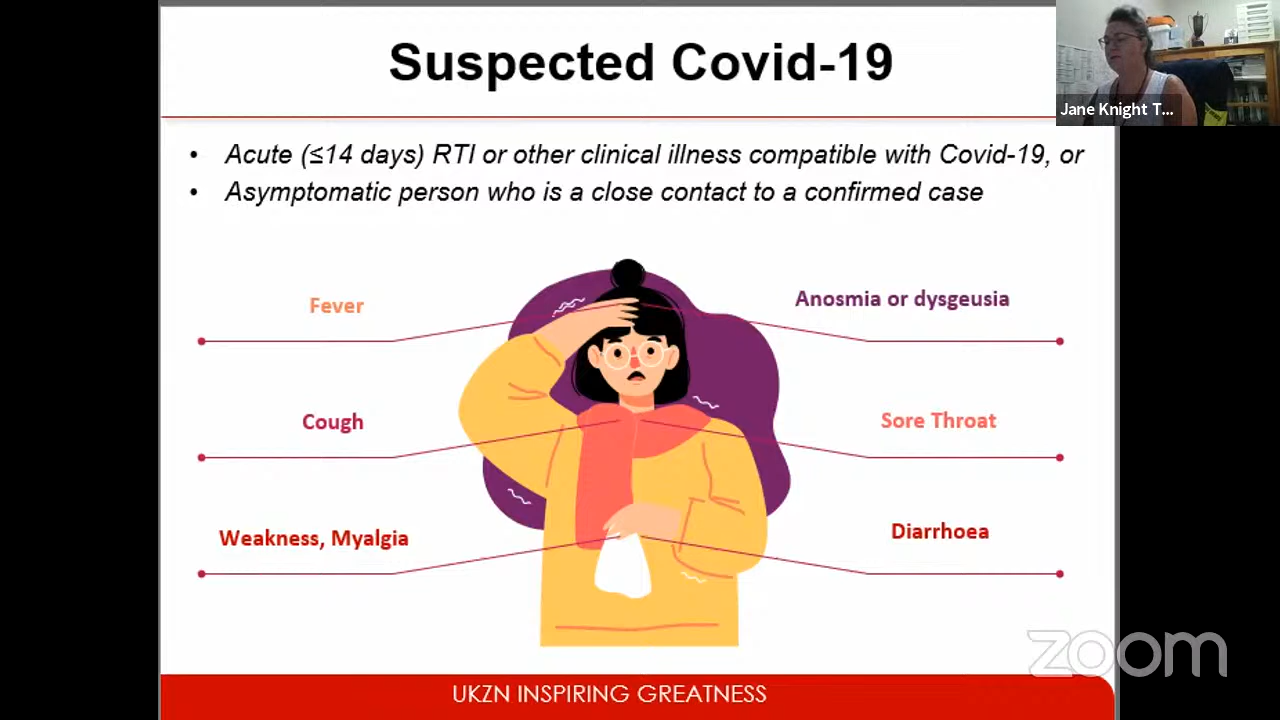 Suspected Covid-19
Jane Knight T...
• Acute (≤14 days) RTI or other clinical illness compatible with Covid-19, or
• Asymptomatic person who is a close contact to a confirmed case
Fever
Anosmia or dysgeusia
Cough
Sore Throat
Weakness, Myalgia
Diarrhoea
zoom
UKZN INSPIRING GREATNESS